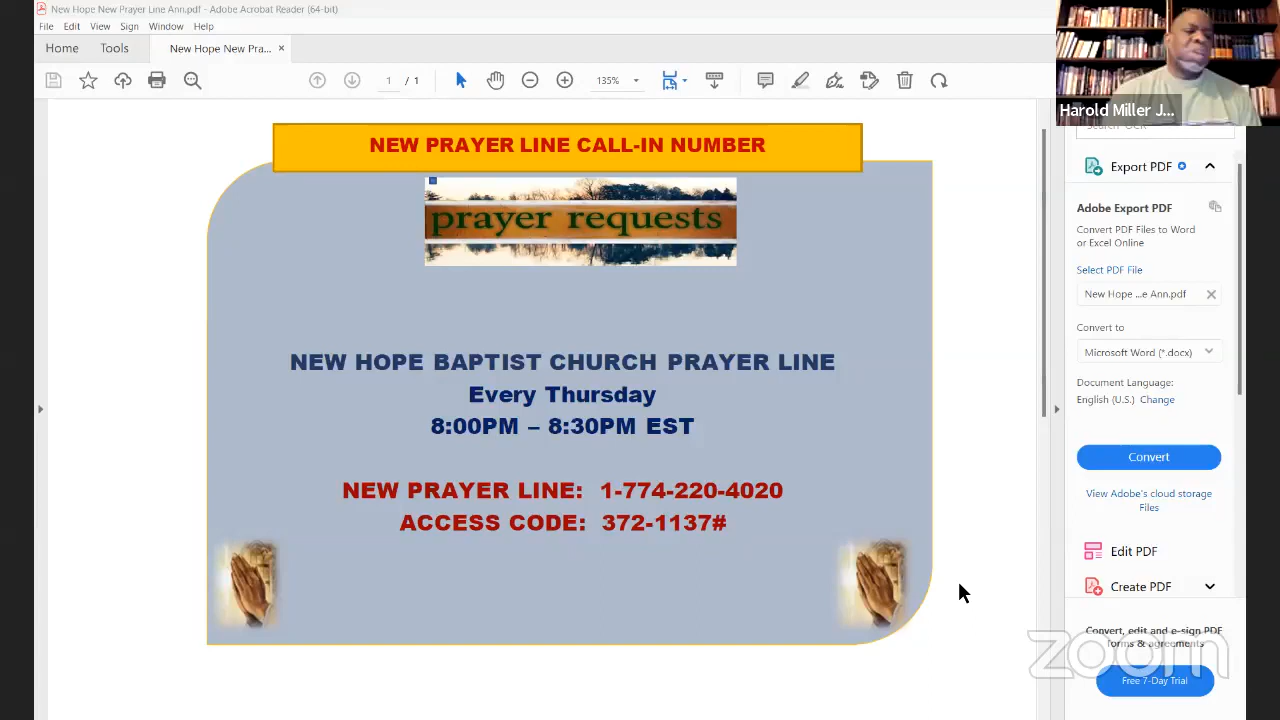 New Hope New Prayer Line Ann.pdf - Adobe Acrobat Reader (64-bit)
File Edit View Sign Window Help
Home Tools New Hope New Pra... ×
1 / 1 135%
Harold Miller J...
NEW PRAYER LINE CALL-IN NUMBER
prayer requests
NEW HOPE BAPTIST CHURCH PRAYER LINE
Every Thursday
8:00PM – 8:30PM EST
NEW PRAYER LINE: 1-774-220-4020
ACCESS CODE: 372-1137#
Export PDF
Adobe Export PDF
Convert PDF Files to Word
or Excel Online
Select PDF File
New Hope ...e Ann.pdf
Convert to
Microsoft Word (*.docx)
Document Language:
English (U.S.) Change
Convert
View Adobe's cloud storage
Files
Edit PDF
Create PDF
Convert, edit and e-sign PDF
forms & agreements
Free 7-Day Trial
zoom